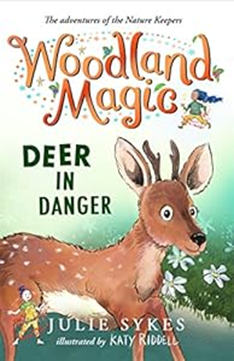 The adventures of the Nature Keepers
Woodland
Magic
DEER
IN
DANGER
JULIE SYKES
illustrated by KATY RIDDELL